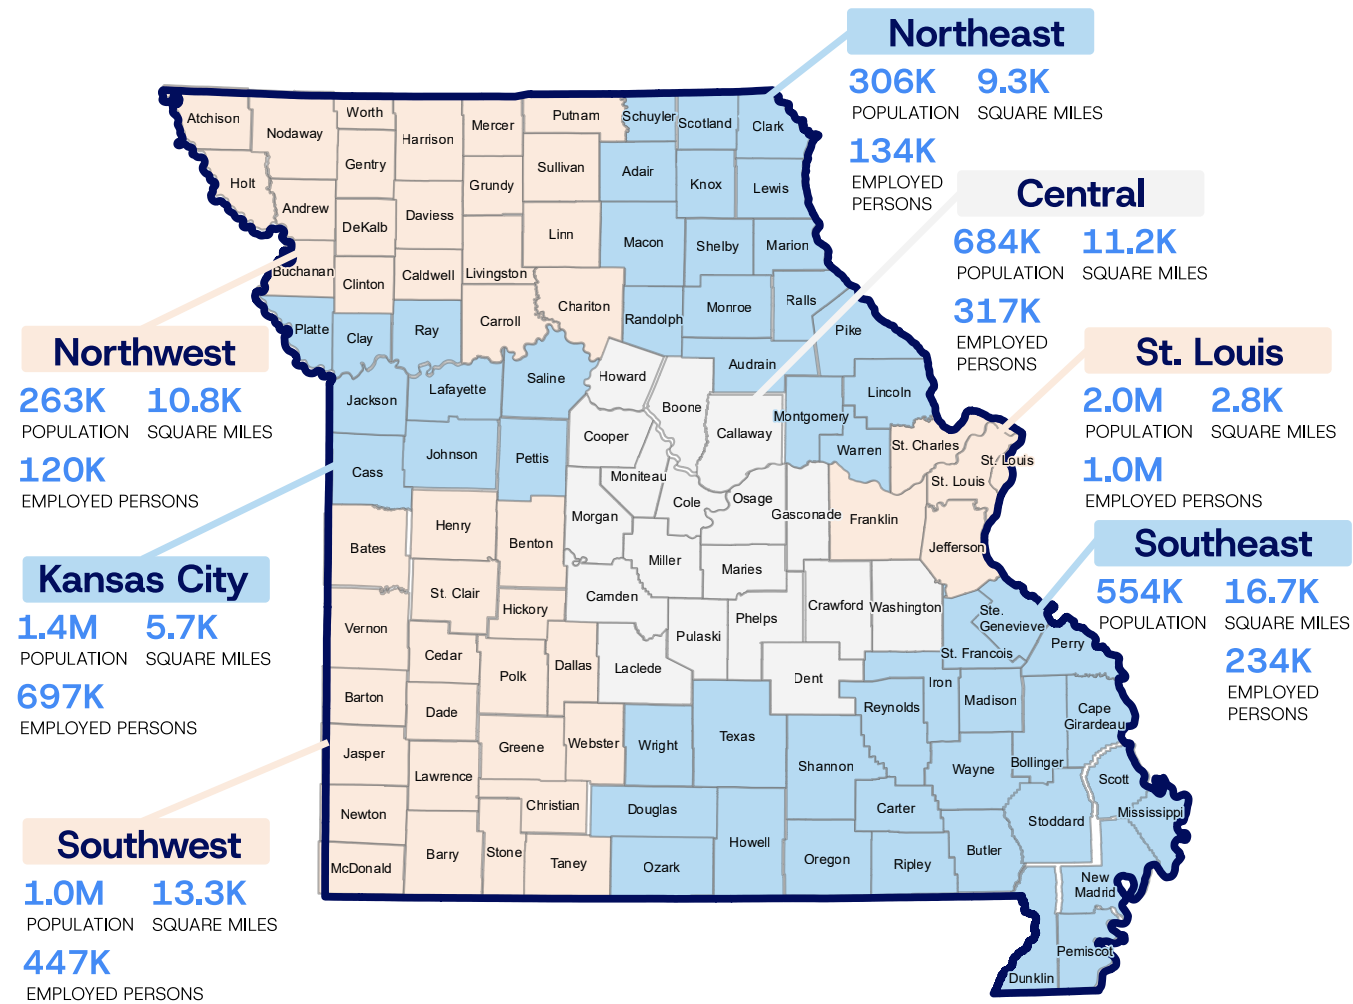 Northeast
306K 9.3K
POPULATION SQUARE MILES
134K
EMPLOYED
PERSONS
Central
684K 11.2K
POPULATION SQUARE MILES
317K
EMPLOYED
PERSONS
St. Louis
2.0M 2.8K
POPULATION SQUARE MILES
1.0M
EMPLOYED PERSONS
Southeast
554K 16.7K
POPULATION SQUARE MILES
234K
EMPLOYED
PERSONS
Northwest
263K 10.8K
POPULATION SQUARE MILES
120K
EMPLOYED PERSONS
Kansas City
1.4M 5.7K
POPULATION SQUARE MILES
697K
EMPLOYED PERSONS
Southwest
1.0M 13.3K
POPULATION SQUARE MILES
447K
EMPLOYED PERSONS
Atchison Nodaway Worth Harrison Mercer Putnam Schuyler Scotland Clark
Holt Gentry Grundy Sullivan Adair Knox Lewis
Andrew DeKalb Daviess Linn Macon Shelby Marion
Buchanan Clinton Caldwell Livingston Chariton Randolph Monroe Ralls
Platte Clay Ray Carroll Audrain Pike
Jackson Lafayette Saline Howard Boone Callaway Montgomery Lincoln
Cass Johnson Pettis Cooper Moniteau Warren St. Charles St. Louis
St. Louis
Bates Henry Benton Morgan Cole Osage Gasconade Franklin Jefferson
Vernon St. Clair Hickory Camden Miller Maries Phelps Crawford Washington Ste.
Genevieve
Cedar Polk Dallas Laclede Pulaski Dent St. Francois Perry
Barton Dade Iron Madison Reynolds Cape
Girardeau
Jasper Lawrence Greene Webster Wright Texas Shannon Wayne Bollinger Scott
Newton Christian Douglas Carter Stoddard Mississippi
McDonald Barry Stone Taney Ozark Howell Oregon Ripley Butler New
Madrid
Pemiscot
Dunklin